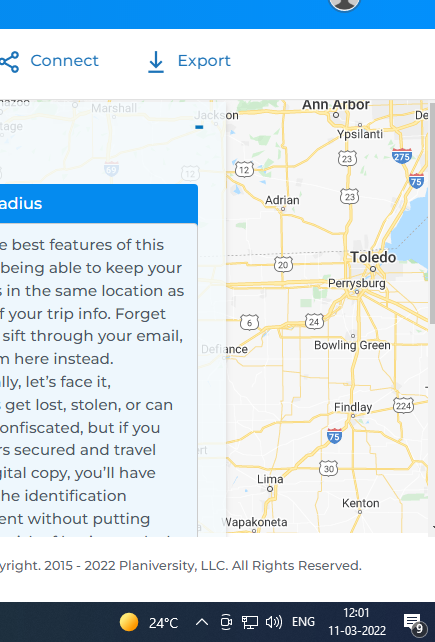 Connect
Export
Marshall
Jackson
Ann Arbor
Ypsilanti
275
23
12
69
12
75
Adrian
23
adius
Toledo
20
Perrysburg
e best features of this
being able to keep your
s in the same location as
f your trip info. Forget
sift through your email,
m here instead.
lly, let's face it,
s get lost, stolen, or can
onfiscated, but if you
rs secured and travel
gital copy, you'll have
he identification
ent without putting
6
24
Defiance
Bowling Green
Findlay
224
75
30
Lima
Kenton
Wapakoneta
yright. 2015 - 2022 Planiversity, LLC. All Rights Reserved.
24°C
ENG
12:01
11-03-2022
9